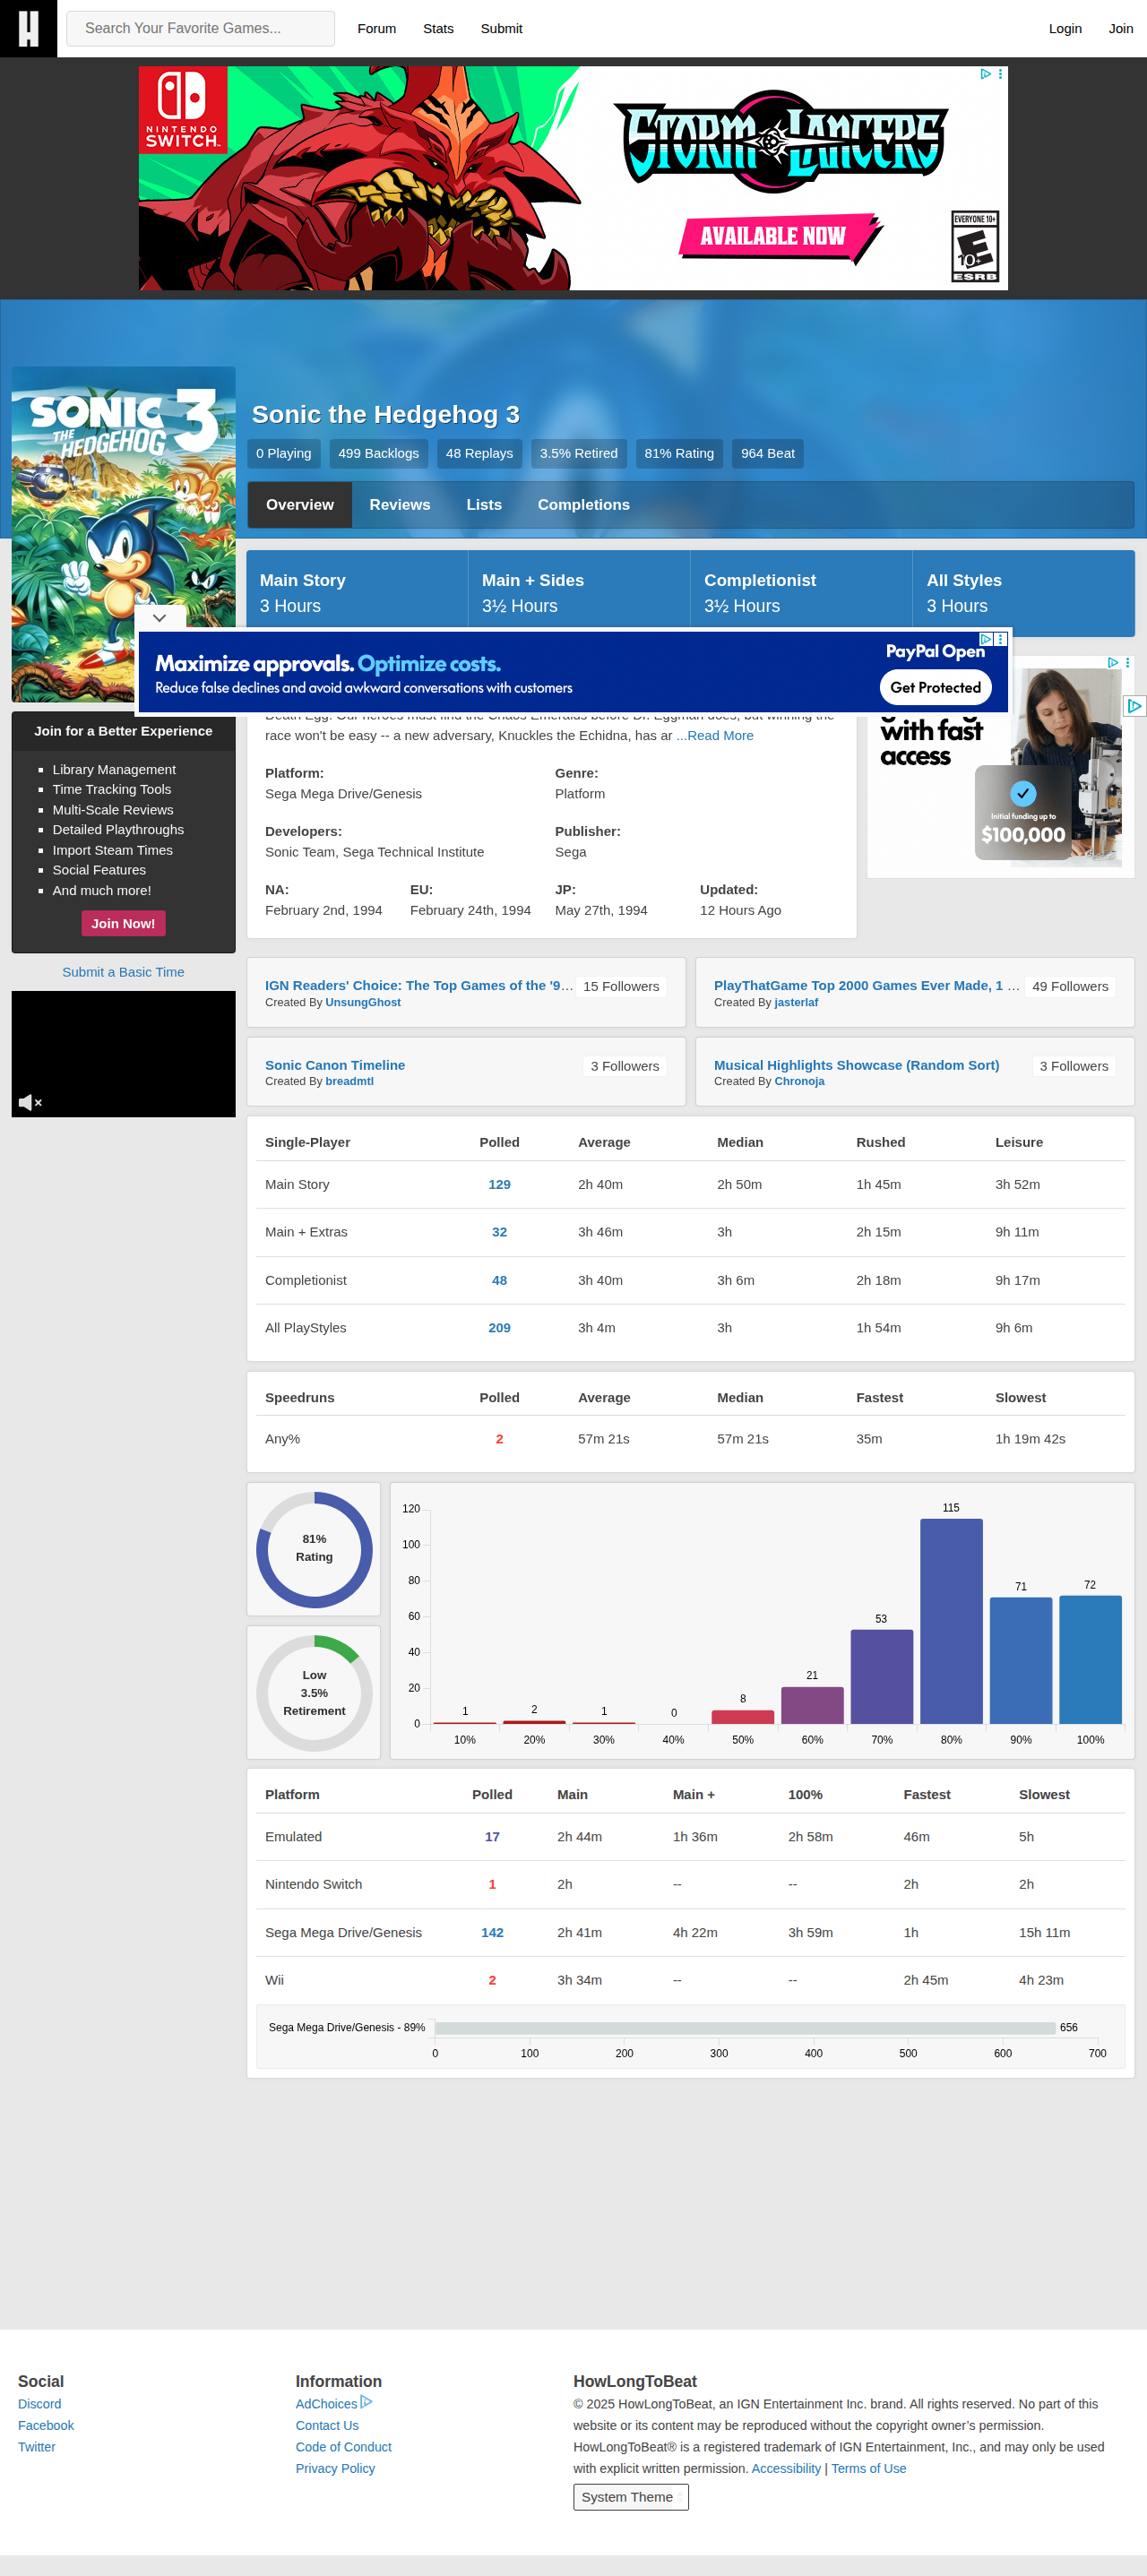 H
Search Your Favorite Games...
Forum
Stats
Submit
Login
Join
NINTENDO
SWITCH
STORM LANCERS
AVAILABLE NOW
EVERYONE 10+
E
10+
ESRB
SONIC
THE
HEDGEHOG 3
Sonic the Hedgehog 3
0 Playing
499 Backlogs
48 Replays
3.5% Retired
81% Rating
964 Beat
Overview
Reviews
Lists
Completions
Main Story
3 Hours
Main + Sides
3½ Hours
Completionist
3½ Hours
All Styles
3 Hours
Maximize approvals. Optimize costs.
Reduce false declines and avoid awkward conversations with customers
PayPal Open
Get Protected
Death Egg! Our heroes must find the Chaos Emeralds before Dr. Eggman does, but winning the
race won't be easy -- a new adversary, Knuckles the Echidna, has ar ...Read More
Platform:
Sega Mega Drive/Genesis
Genre:
Platform
Developers:
Sonic Team, Sega Technical Institute
Publisher:
Sega
NA:
February 2nd, 1994
EU:
February 24th, 1994
JP:
May 27th, 1994
Updated:
12 Hours Ago
with fast
access
Initial funding up to
$100,000
Join for a Better Experience
Library Management
Time Tracking Tools
Multi-Scale Reviews
Detailed Playthroughs
Import Steam Times
Social Features
And much more!
Join Now!
Submit a Basic Time
IGN Readers' Choice: The Top Games of the '9...
Created By UnsungGhost
15 Followers
PlayThatGame Top 2000 Games Ever Made, 1 ...
Created By jasterlaf
49 Followers
Sonic Canon Timeline
Created By breadmtl
3 Followers
Musical Highlights Showcase (Random Sort)
Created By Chronoja
3 Followers
Single-Player Polled Average Median Rushed Leisure
Main Story 129 2h 40m 2h 50m 1h 45m 3h 52m
Main + Extras 32 3h 46m 3h 2h 15m 9h 11m
Completionist 48 3h 40m 3h 6m 2h 18m 9h 17m
All PlayStyles 209 3h 4m 3h 1h 54m 9h 6m
Speedruns Polled Average Median Fastest Slowest
Any% 2 57m 21s 57m 21s 35m 1h 19m 42s
81%
Rating
Low
3.5%
Retirement
120
100
80
60
40
20
0
1 2 1 0 8 21 53 115 71 72
10% 20% 30% 40% 50% 60% 70% 80% 90% 100%
Platform Polled Main Main + 100% Fastest Slowest
Emulated 17 2h 44m 1h 36m 2h 58m 46m 5h
Nintendo Switch 1 2h -- -- 2h 2h
Sega Mega Drive/Genesis 142 2h 41m 4h 22m 3h 59m 1h 15h 11m
Wii 2 3h 34m -- -- 2h 45m 4h 23m
Sega Mega Drive/Genesis - 89% 656
0 100 200 300 400 500 600 700
Social
Discord
Facebook
Twitter
Information
AdChoices
Contact Us
Code of Conduct
Privacy Policy
HowLongToBeat
© 2025 HowLongToBeat, an IGN Entertainment Inc. brand. All rights reserved. No part of this
website or its content may be reproduced without the copyright owner’s permission.
HowLongToBeat® is a registered trademark of IGN Entertainment, Inc., and may only be used
with explicit written permission. Accessibility | Terms of Use
System Theme